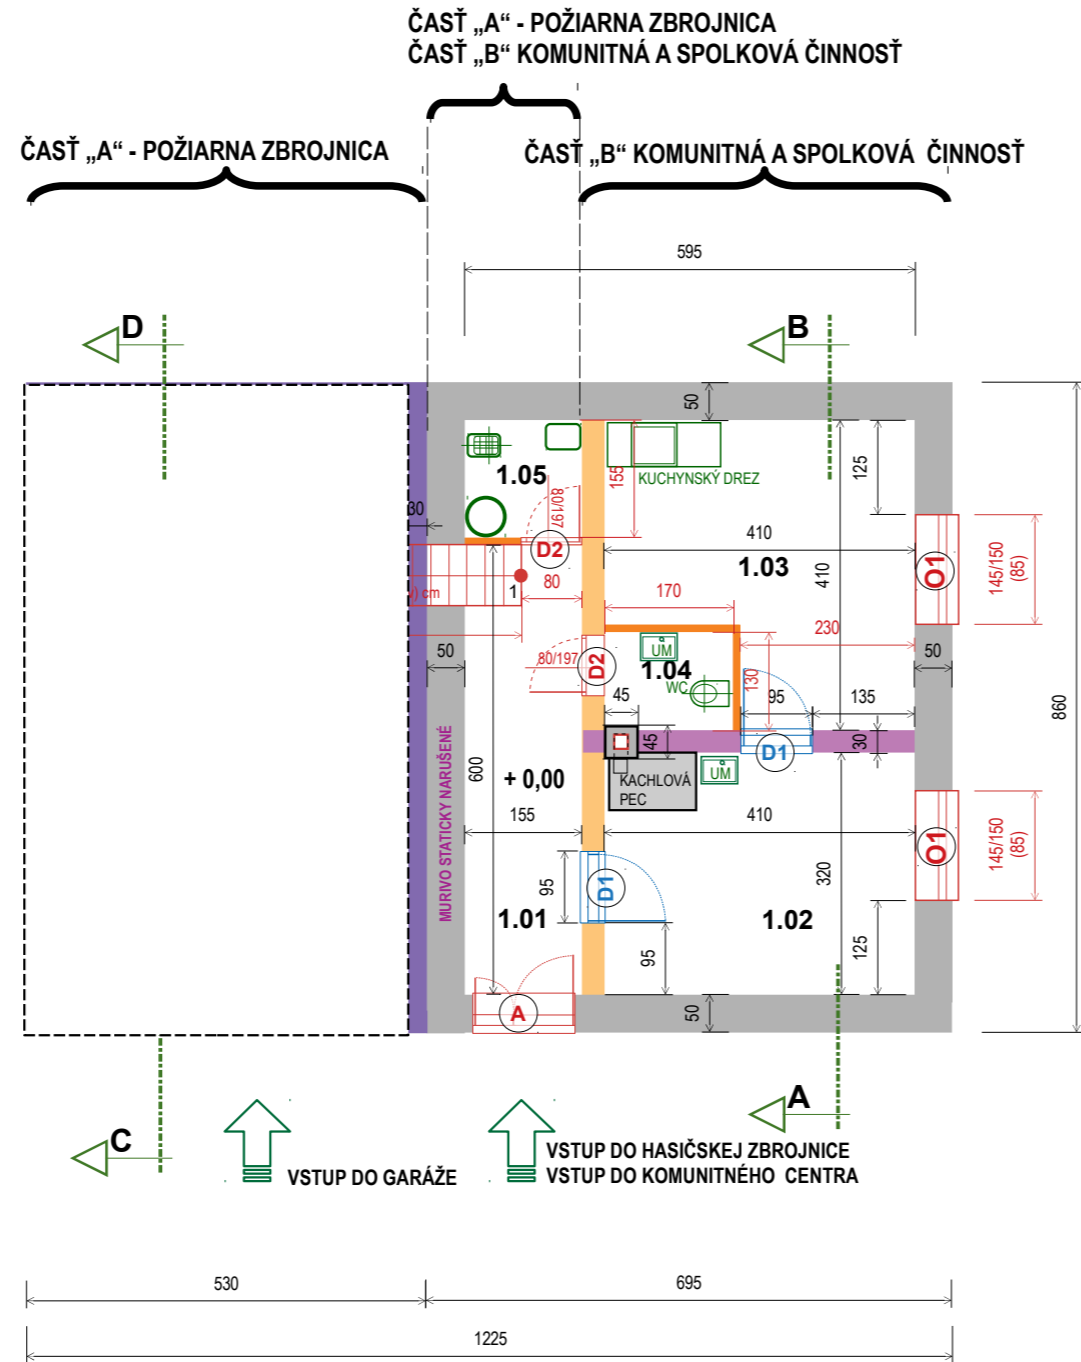 ČASŤ „A“ - POŽIARNA ZBROJNICA
ČASŤ „B“ KOMUNITNÁ A SPOLKOVÁ ČINNOSŤ
ČASŤ „A“ - POŽIARNA ZBROJNICA
ČASŤ „B“ KOMUNITNÁ A SPOLKOVÁ ČINNOSŤ
595
D
B
50
1.05
155
KUCHYNSKÝ DREZ
125
80/197
30
D2
410
1.03
410
O1
145/150
(85)
cm
1
80
170
230
50
80/197
D2
UM
1.04
WC
130
50
45
95
135
860
45
D1
30
600
+ 0,00
KACHLOVÁ
PEC
UM
MURIVO STATICKY NARUŠENÉ
155
410
O1
145/150
(85)
95
D1
320
1.01
1.02
95
125
A
50
C
A
VSTUP DO GARÁŽE
VSTUP DO HASIČSKEJ ZBROJNICE
VSTUP DO KOMUNITNÉHO CENTRA
530
695
1225